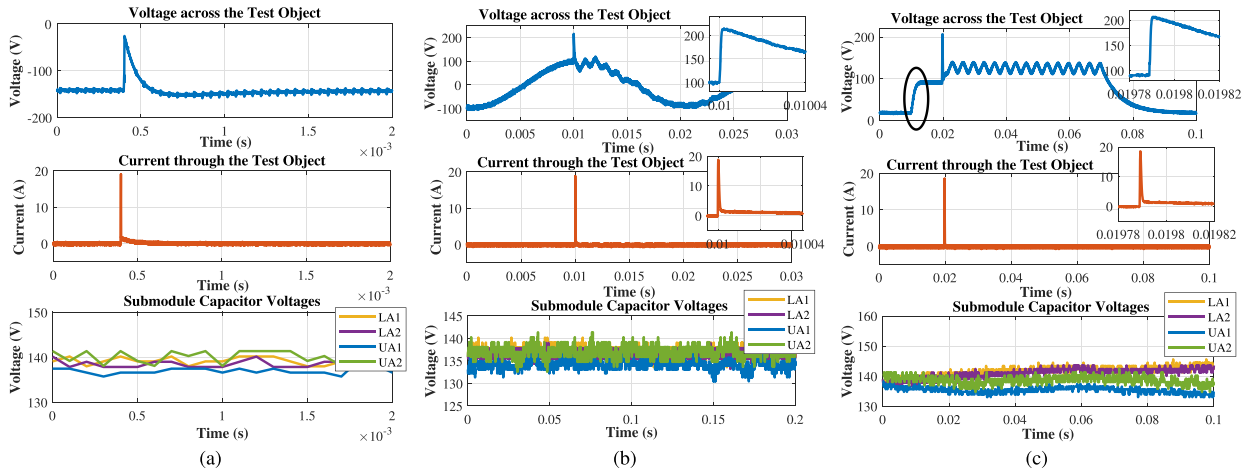 Voltage across the Test Object
Voltage (V)
0
-100
-200
0
0.5
1
1.5
2
Time (s)
×10⁻³
Current through the Test Object
Current (A)
20
10
0
0
0.5
1
1.5
2
Time (s)
×10⁻³
Submodule Capacitor Voltages
Voltage (V)
150
140
130
0
0.5
1
1.5
2
Time (s)
×10⁻³
LA1
LA2
UA1
UA2
(a)
Voltage across the Test Object
Voltage (V)
200
100
0
-100
0
0.005
0.01
0.015
0.02
0.025
0.03
Time (s)
200
150
100
0.01
0.01004
Current through the Test Object
Current (A)
20
10
0
0
0.005
0.01
0.015
0.02
0.025
0.03
Time (s)
20
10
0
0.01
0.01004
Submodule Capacitor Voltages
Voltage (V)
145
140
135
130
125
0
0.05
0.1
0.15
0.2
Time (s)
LA1
LA2
UA1
UA2
(b)
Voltage across the Test Object
Voltage (V)
200
100
0
0
0.02
0.04
0.06
0.08
0.1
Time (s)
200
150
100
0.01978
0.0198
0.01982
Current through the Test Object
Current (A)
20
10
0
0
0.02
0.04
0.06
0.08
0.1
Time (s)
20
10
0
0.01978
0.0198
0.01982
Submodule Capacitor Voltages
Voltage (V)
160
150
140
130
0
0.02
0.04
0.06
0.08
0.1
Time (s)
LA1
LA2
UA1
UA2
(c)